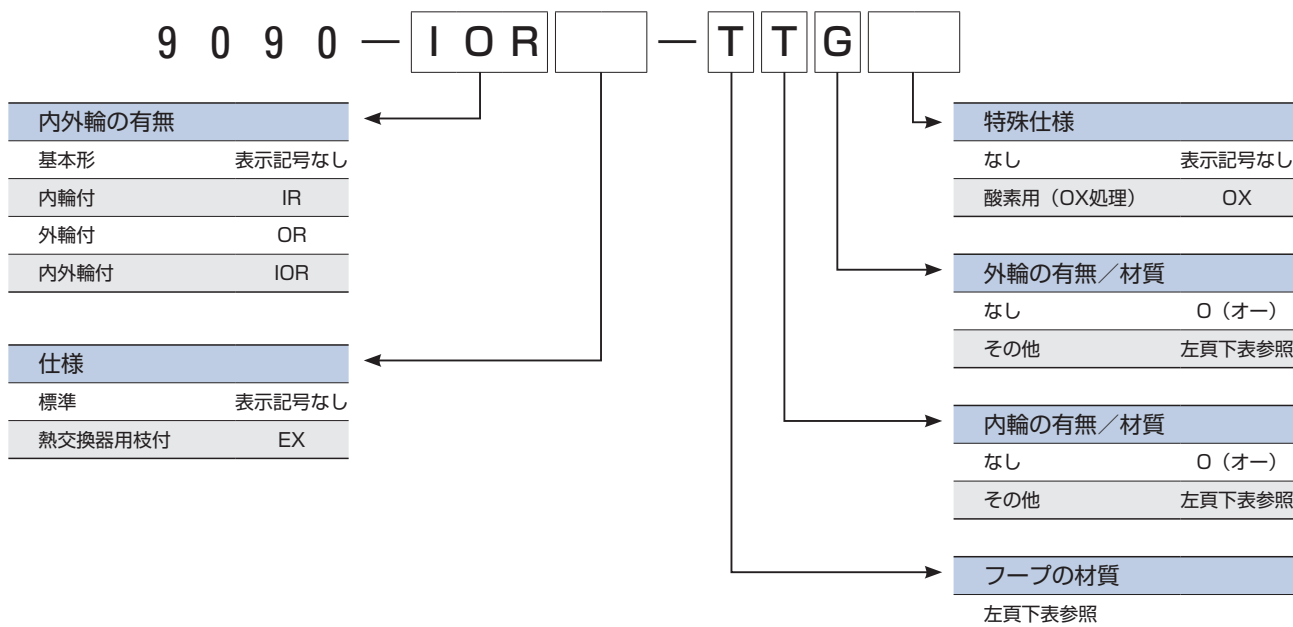 9090―IOR ―TTG
内外輪の有無
基本形 表示記号なし
内輪付 IR
外輪付 OR
内外輪付 IOR
仕様
標準 表示記号なし
熱交換器用枝付 EX
特殊仕様
なし 表示記号なし
酸素用（OX処理） OX
外輪の有無／材質
なし O（オー）
その他 左頁下表参照
内輪の有無／材質
なし O（オー）
その他 左頁下表参照
フープの材質
左頁下表参照